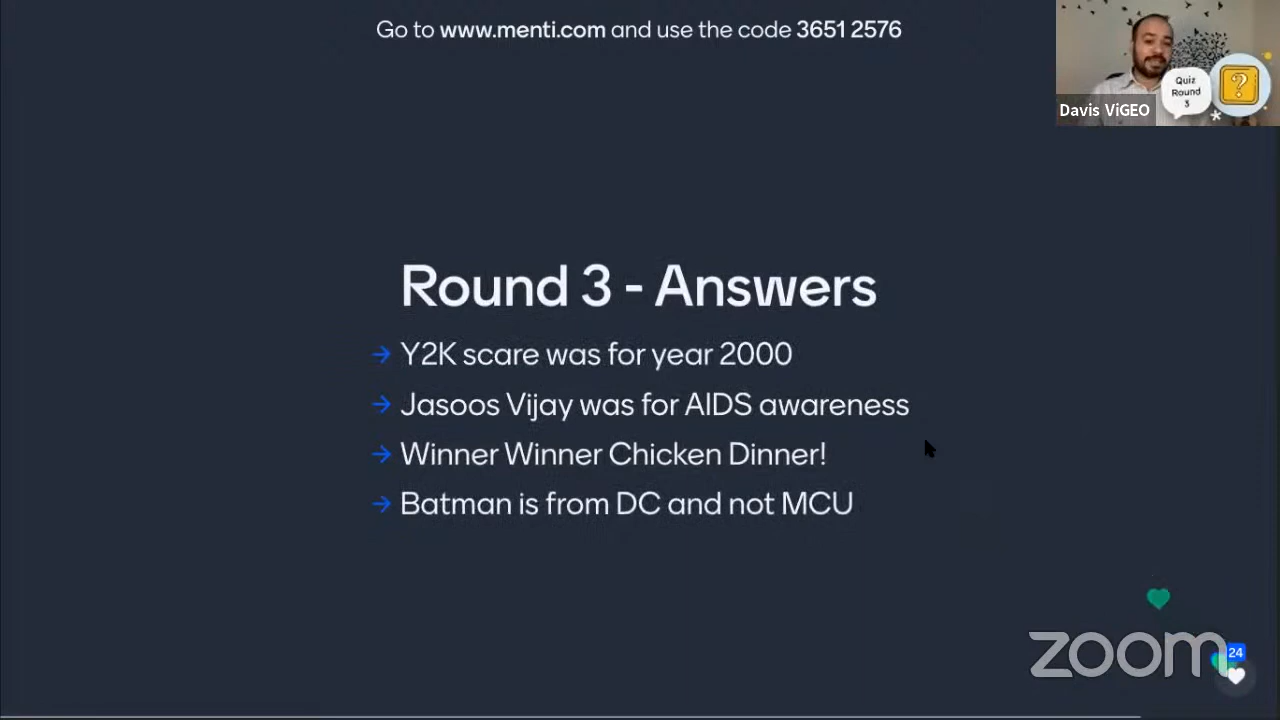 Go to www.menti.com and use the code 3651 2576
Quiz
Round
3
?
Davis ViGEO
Round 3 - Answers
→ Y2K scare was for year 2000
→ Jasoos Vijay was for AIDS awareness
→ Winner Winner Chicken Dinner!
→ Batman is from DC and not MCU
zoom
24